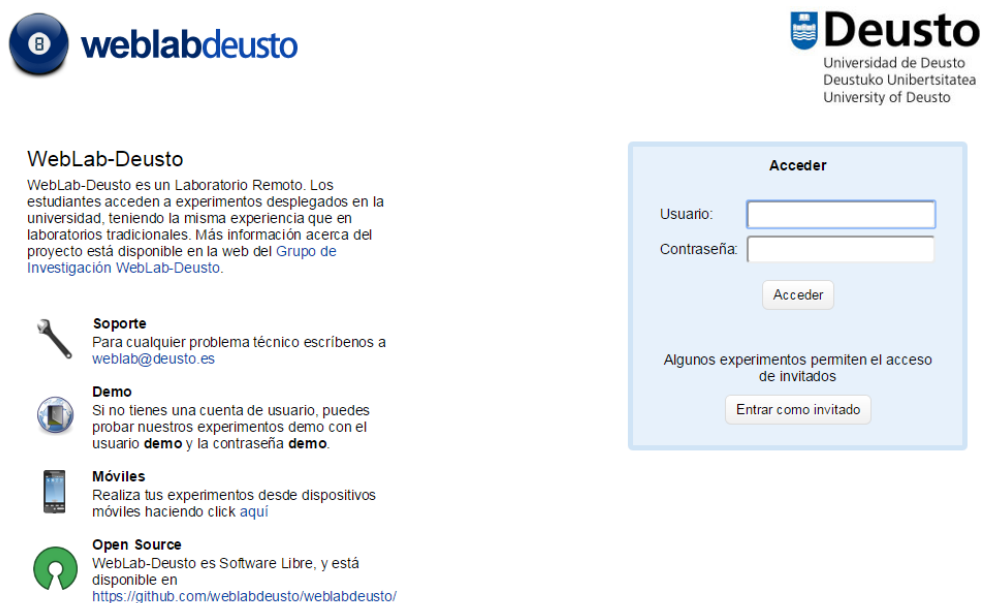 8
weblabdeusto
Deusto
Universidad de Deusto
Deustuko Unibertsitatea
University of Deusto
WebLab-Deusto
WebLab-Deusto es un Laboratorio Remoto. Los
estudiantes acceden a experimentos desplegados en la
universidad, teniendo la misma experiencia que en
laboratorios tradicionales. Más información acerca del
proyecto está disponible en la web del Grupo de
Investigación WebLab-Deusto.
Soporte
Para cualquier problema técnico escríbenos a
weblab@deusto.es
Demo
Si no tienes una cuenta de usuario, puedes
probar nuestros experimentos demo con el
usuario demo y la contraseña demo.
Móviles
Realiza tus experimentos desde dispositivos
móviles haciendo click aquí
Open Source
WebLab-Deusto es Software Libre, y está
disponible en
https://github.com/weblabdeusto/weblabdeusto/
Acceder
Usuario:
Contraseña:
Acceder
Algunos experimentos permiten el acceso
de invitados
Entrar como invitado